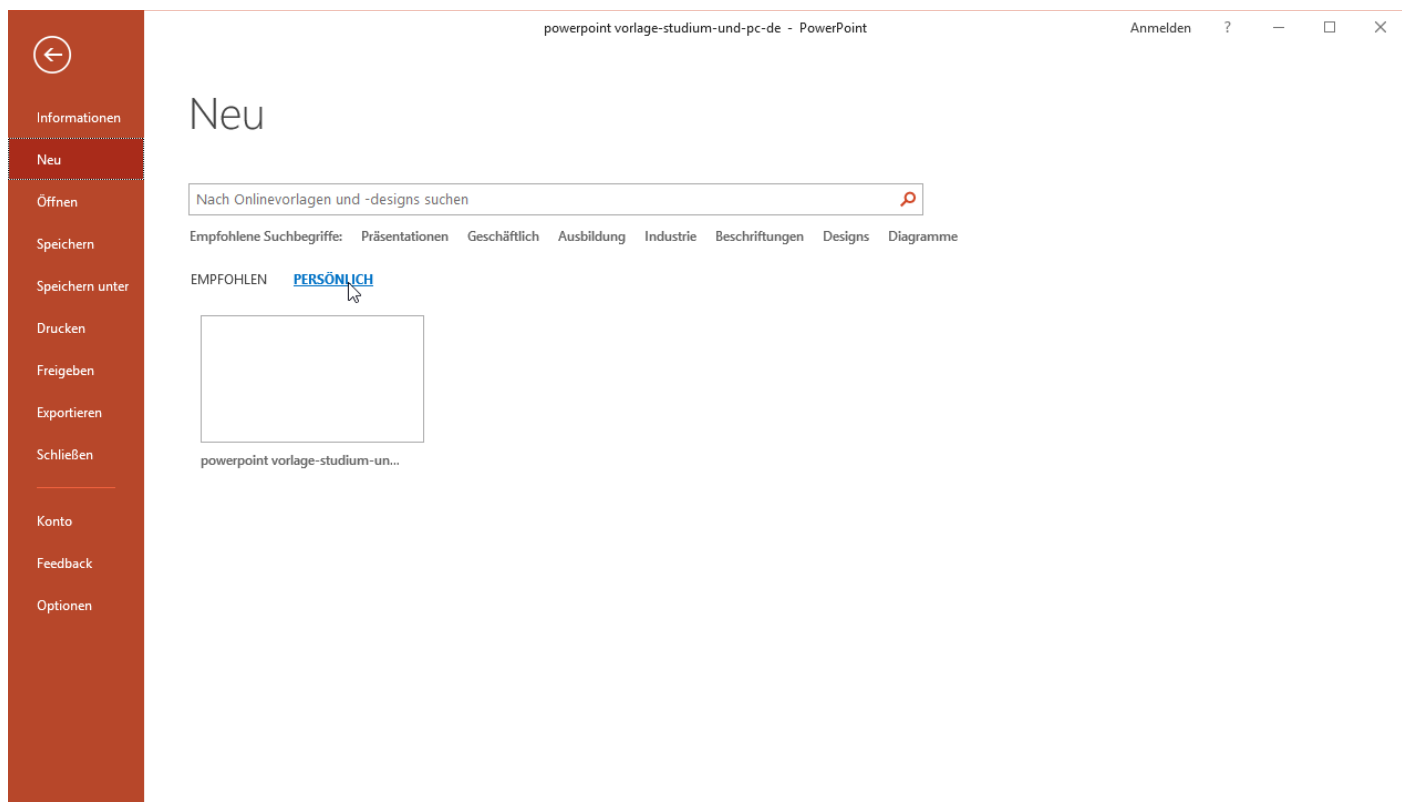 powerpoint vorlage-studium-und-pc-de - PowerPoint
Anmelden ?
Informationen
Neu
Öffnen
Speichern
Speichern unter
Drucken
Freigeben
Exportieren
Schließen
Konto
Feedback
Optionen
Neu
Nach Onlinevorlagen und -designs suchen
Empfohlene Suchbegriffe: Präsentationen Geschäftlich Ausbildung Industrie Beschriftungen Designs Diagramme
EMPFOHLEN PERSÖNLICH
powerpoint vorlage-studium-un...